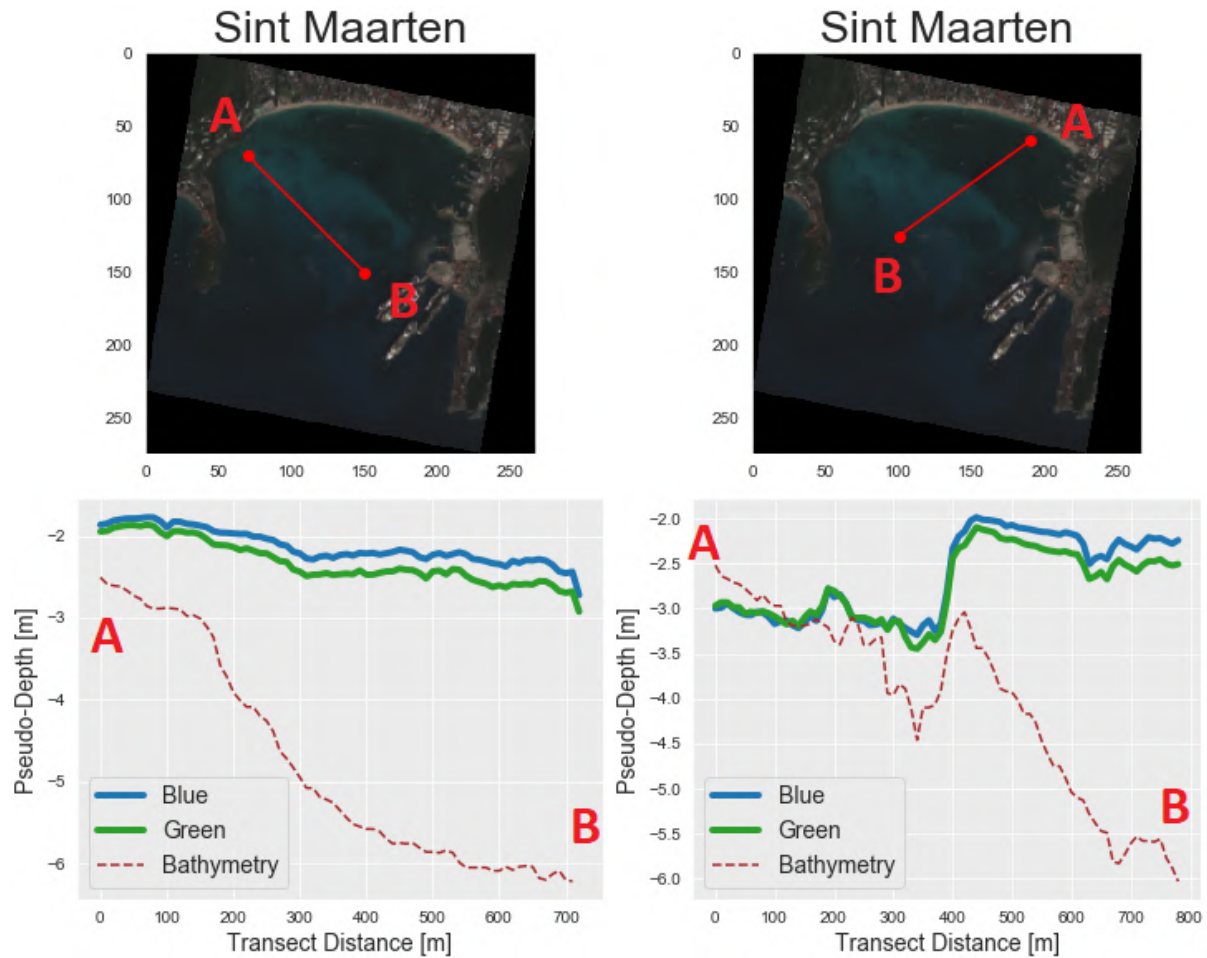 Sint Maarten
0
50
100
150
200
250
0
50
100
150
200
250
A
B
Sint Maarten
0
50
100
150
200
250
0
50
100
150
200
250
A
B
Pseudo-Depth [m]
−2
−3
−4
−5
−6
A
B
Blue
Green
Bathymetry
0
100
200
300
400
500
600
700
Transect Distance [m]
Pseudo-Depth [m]
−2.0
−2.5
−3.0
−3.5
−4.0
−4.5
−5.0
−5.5
−6.0
A
B
Blue
Green
Bathymetry
0
100
200
300
400
500
600
700
800
Transect Distance [m]